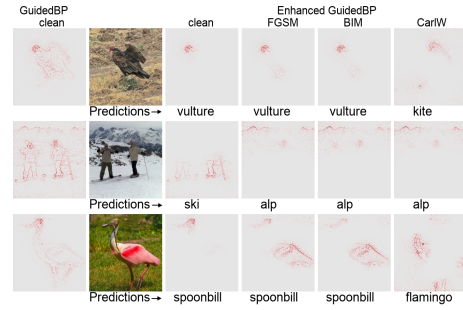 GuidedBP Enhanced GuidedBP
clean clean FGSM BIM CarlW
Predictions→ vulture vulture vulture kite
Predictions→ ski alp alp alp
Predictions→ spoonbill spoonbill spoonbill flamingo